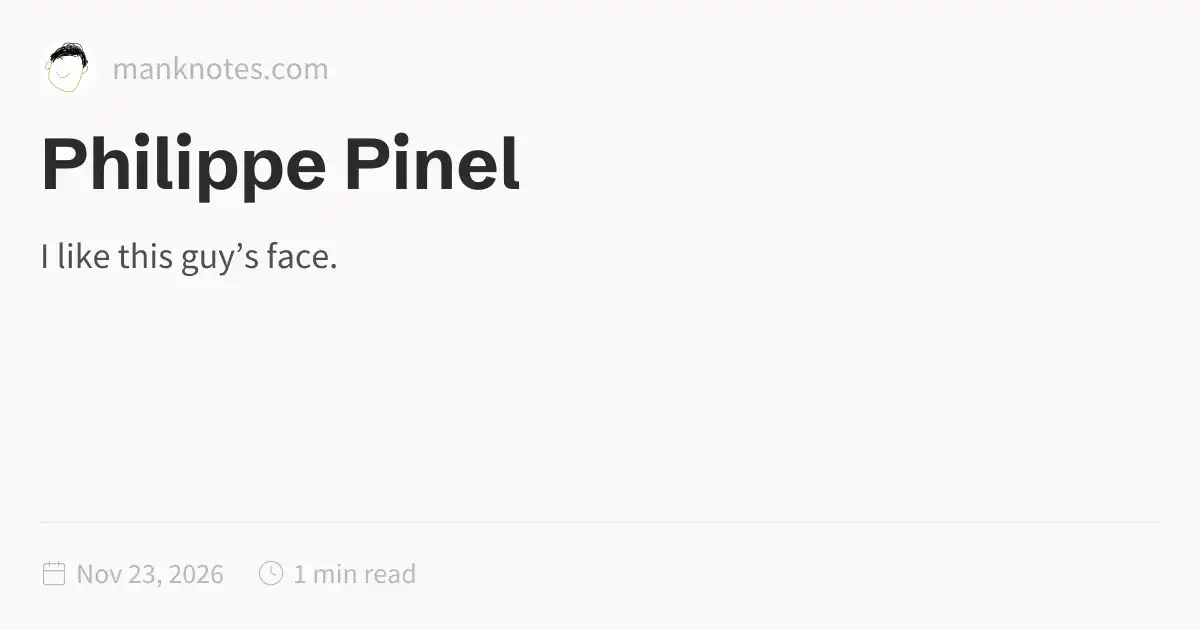 manknotes.com
Philippe Pinel
I like this guy’s face.
Nov 23, 2026 1 min read